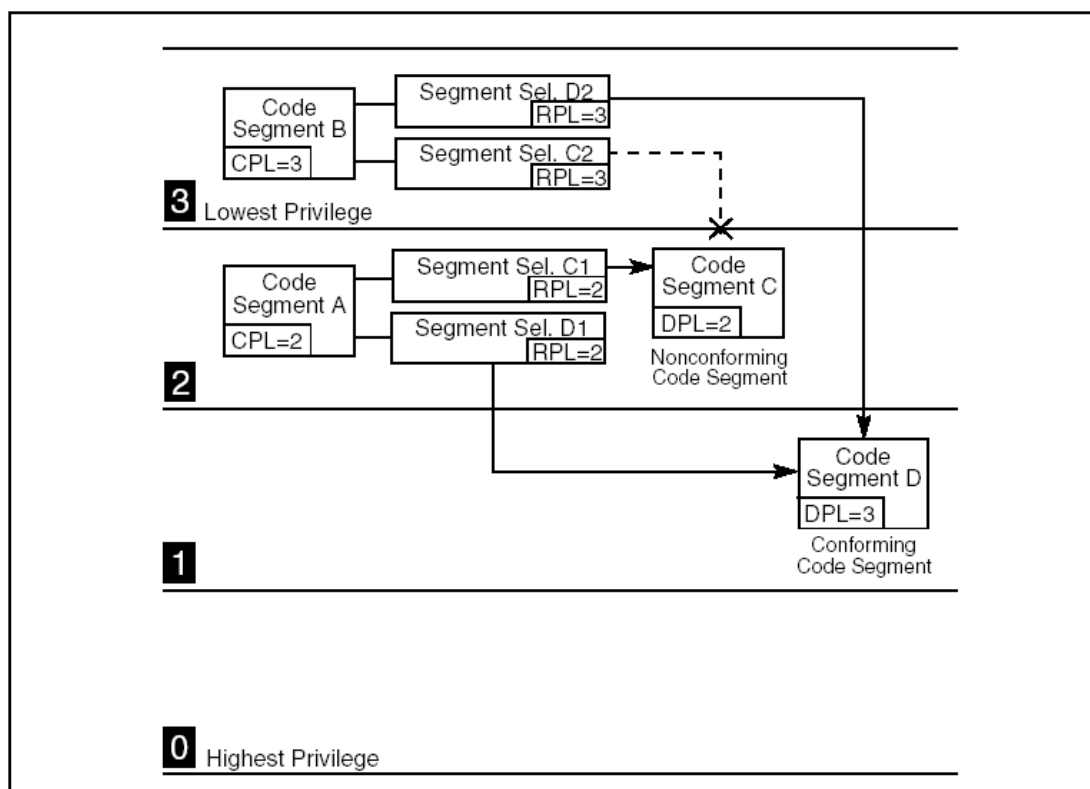 Code
Segment B
CPL=3
Segment Sel. D2
RPL=3
Segment Sel. C2
RPL=3
3 Lowest Privilege
Code
Segment A
CPL=2
Segment Sel. C1
RPL=2
Segment Sel. D1
RPL=2
Code
Segment C
DPL=2
Nonconforming
Code Segment
2
Code
Segment D
DPL=3
Conforming
Code Segment
1
0 Highest Privilege